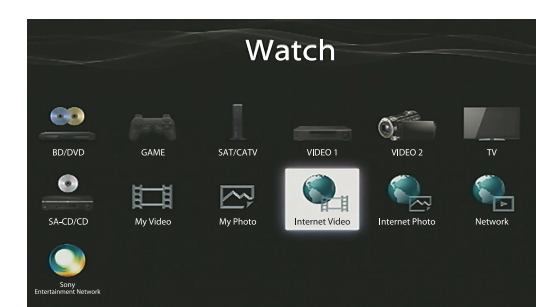 Watch
BD/DVD GAME SAT/CATV VIDEO 1 VIDEO 2 TV
SA-CD/CD My Video My Photo Internet Video Internet Photo Network
Sony
Entertainment Network